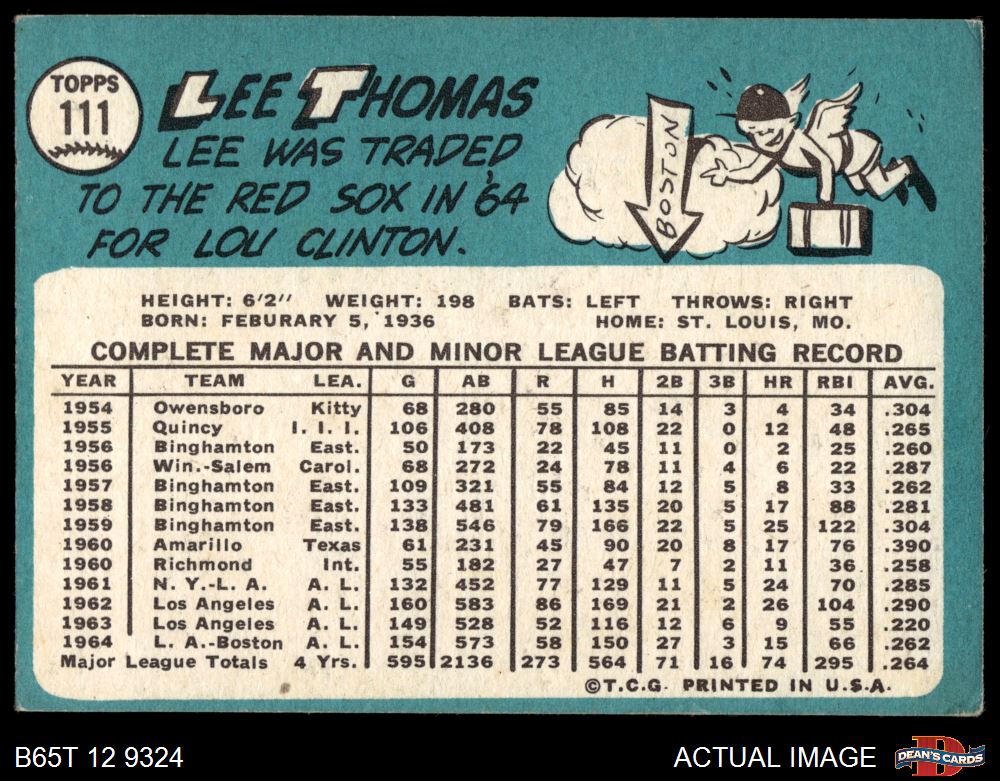 TOPPS
111
LEE THOMAS
LEE WAS TRADED
TO THE RED SOX IN '64
FOR LOU CLINTON.
BOSTON
HEIGHT: 6'2" WEIGHT: 198 BATS: LEFT THROWS: RIGHT
BORN: FEBURARY 5, 1936 HOME: ST. LOUIS, MO.
COMPLETE MAJOR AND MINOR LEAGUE BATTING RECORD
YEAR TEAM LEA. G AB R H 2B 3B HR RBI AVG.
1954 Owensboro Kitty 68 280 55 85 14 3 4 34 .304
1955 Quincy I. I. I. 106 408 78 108 22 0 12 48 .265
1956 Binghamton East. 50 173 22 45 11 0 2 25 .260
1956 Win.-Salem Carol. 68 272 24 78 11 4 6 22 .287
1957 Binghamton East. 109 321 55 84 12 5 8 33 .262
1958 Binghamton East. 133 481 61 135 20 5 17 88 .281
1959 Binghamton East. 138 546 79 166 22 5 25 122 .304
1960 Amarillo Texas 61 231 45 90 20 8 17 76 .390
1960 Richmond Int. 55 182 27 47 7 2 11 36 .258
1961 N. Y.-L. A. A. L. 132 452 77 129 11 5 24 70 .285
1962 Los Angeles A. L. 160 583 86 169 21 2 26 104 .290
1963 Los Angeles A. L. 149 528 52 116 12 6 9 55 .220
1964 L. A.-Boston A. L. 154 573 58 150 27 3 15 66 .262
Major League Totals 4 Yrs. 595 2136 273 564 71 16 74 295 .264
©T.C.G. PRINTED IN U.S.A.
B65T 12 9324 ACTUAL IMAGE
D
DEAN'S CARDS